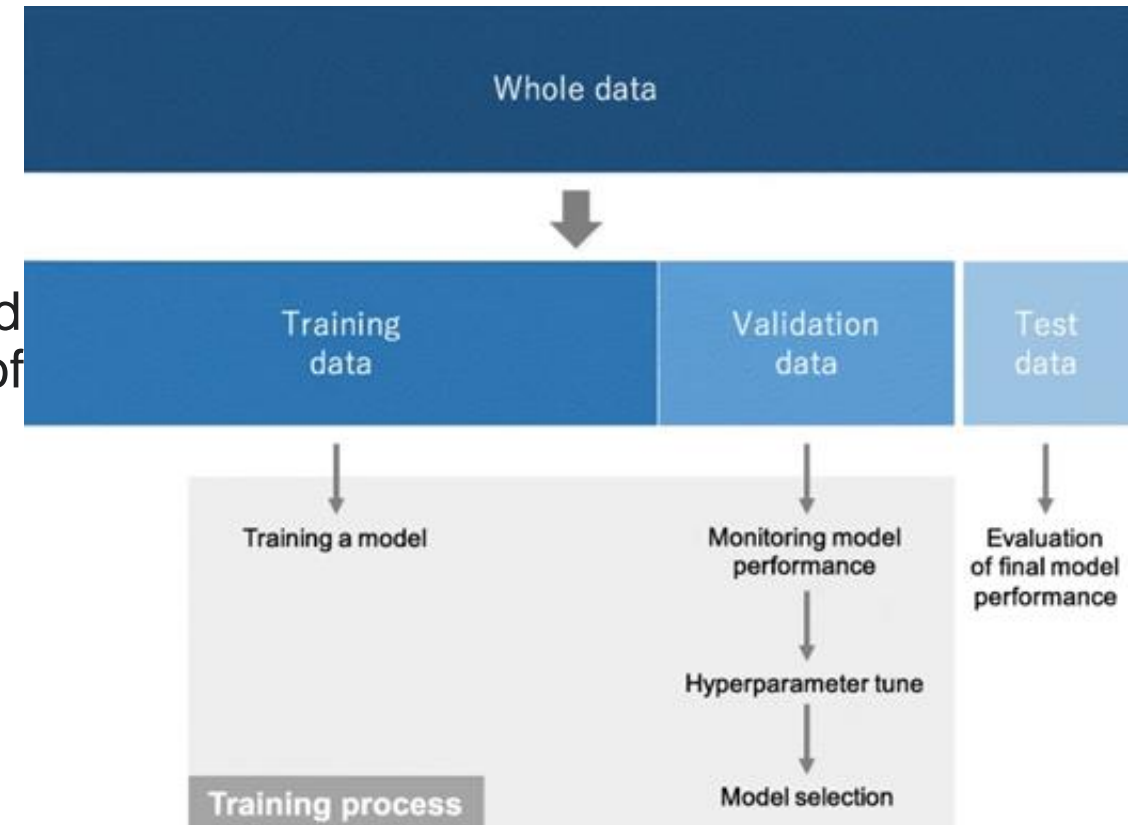 Whole data
d
of
Training
data
Validation
data
Test
data
Training a model
Monitoring model
performance
Hyperparameter tune
Model selection
Evaluation
of final model
performance
Training process